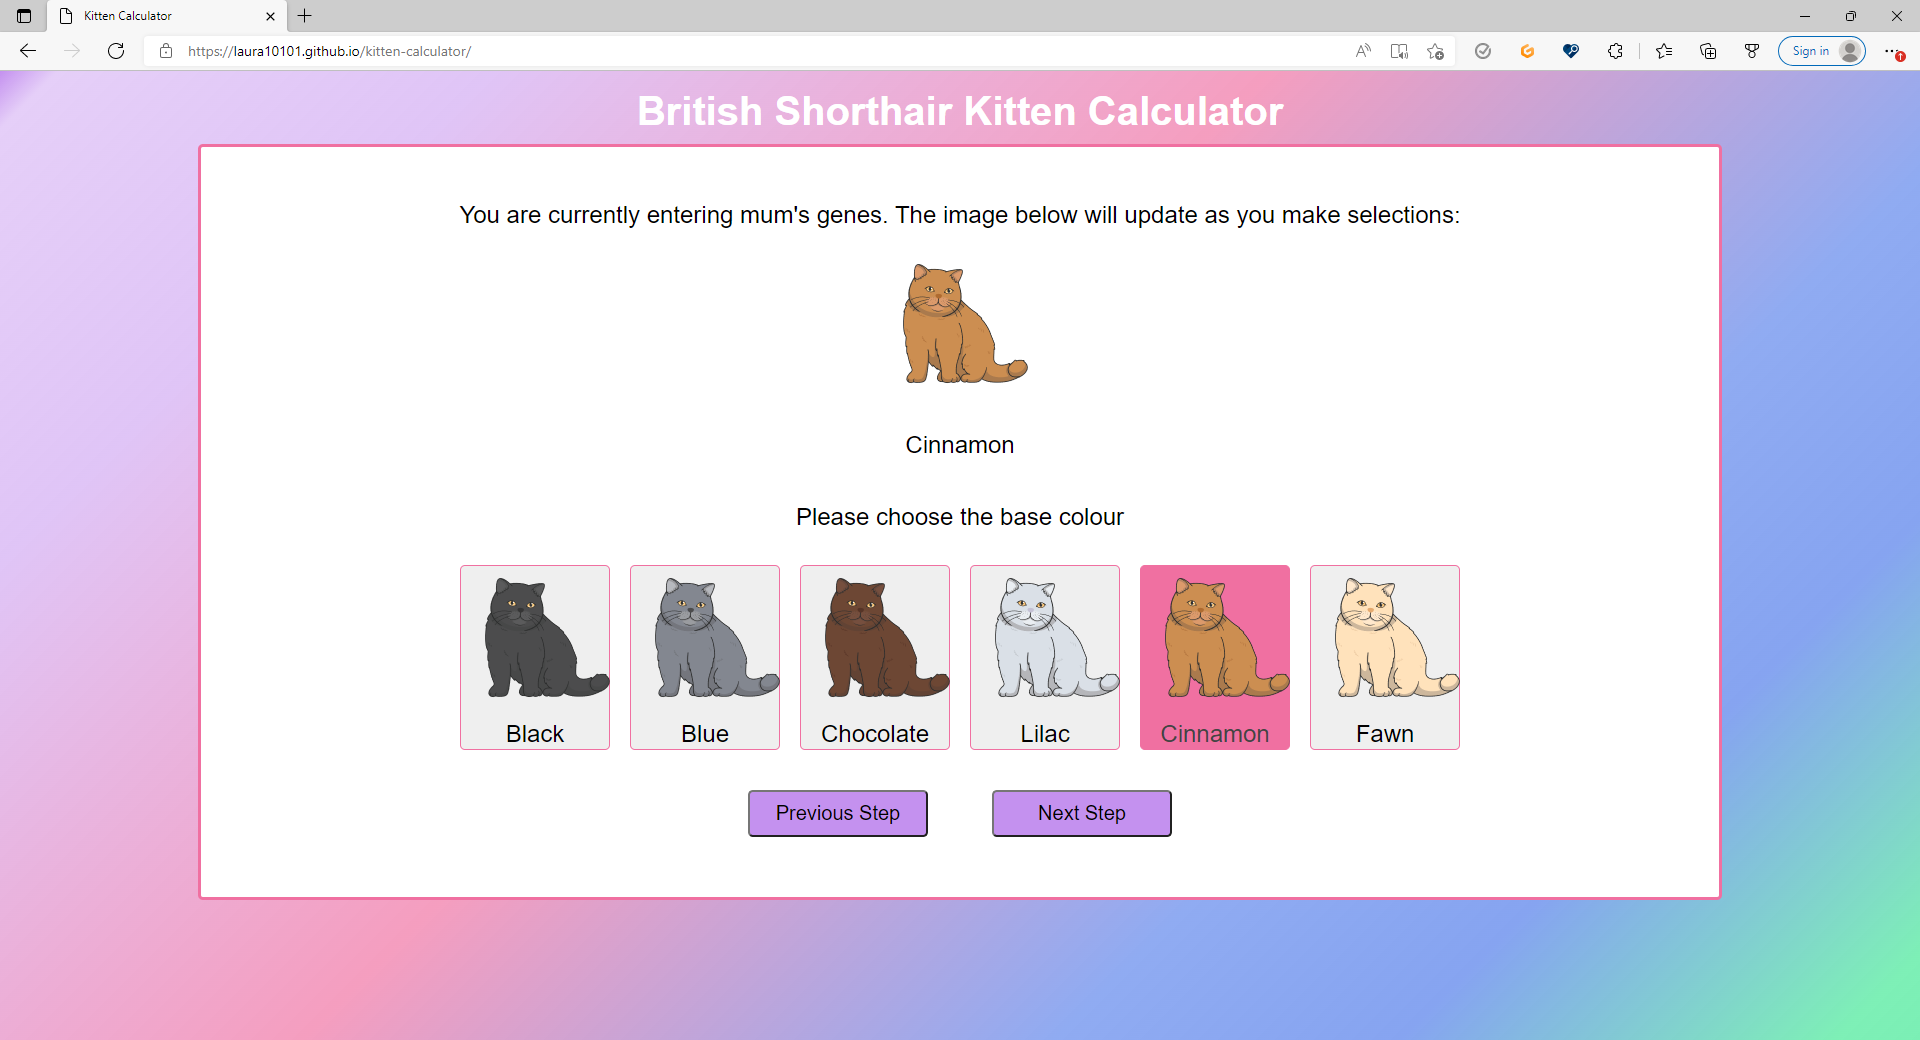 Kitten Calculator
https://laura10101.github.io/kitten-calculator/
Sign in
British Shorthair Kitten Calculator
You are currently entering mum's genes. The image below will update as you make selections:
Cinnamon
Please choose the base colour
Black
Blue
Chocolate
Lilac
Cinnamon
Fawn
Previous Step
Next Step